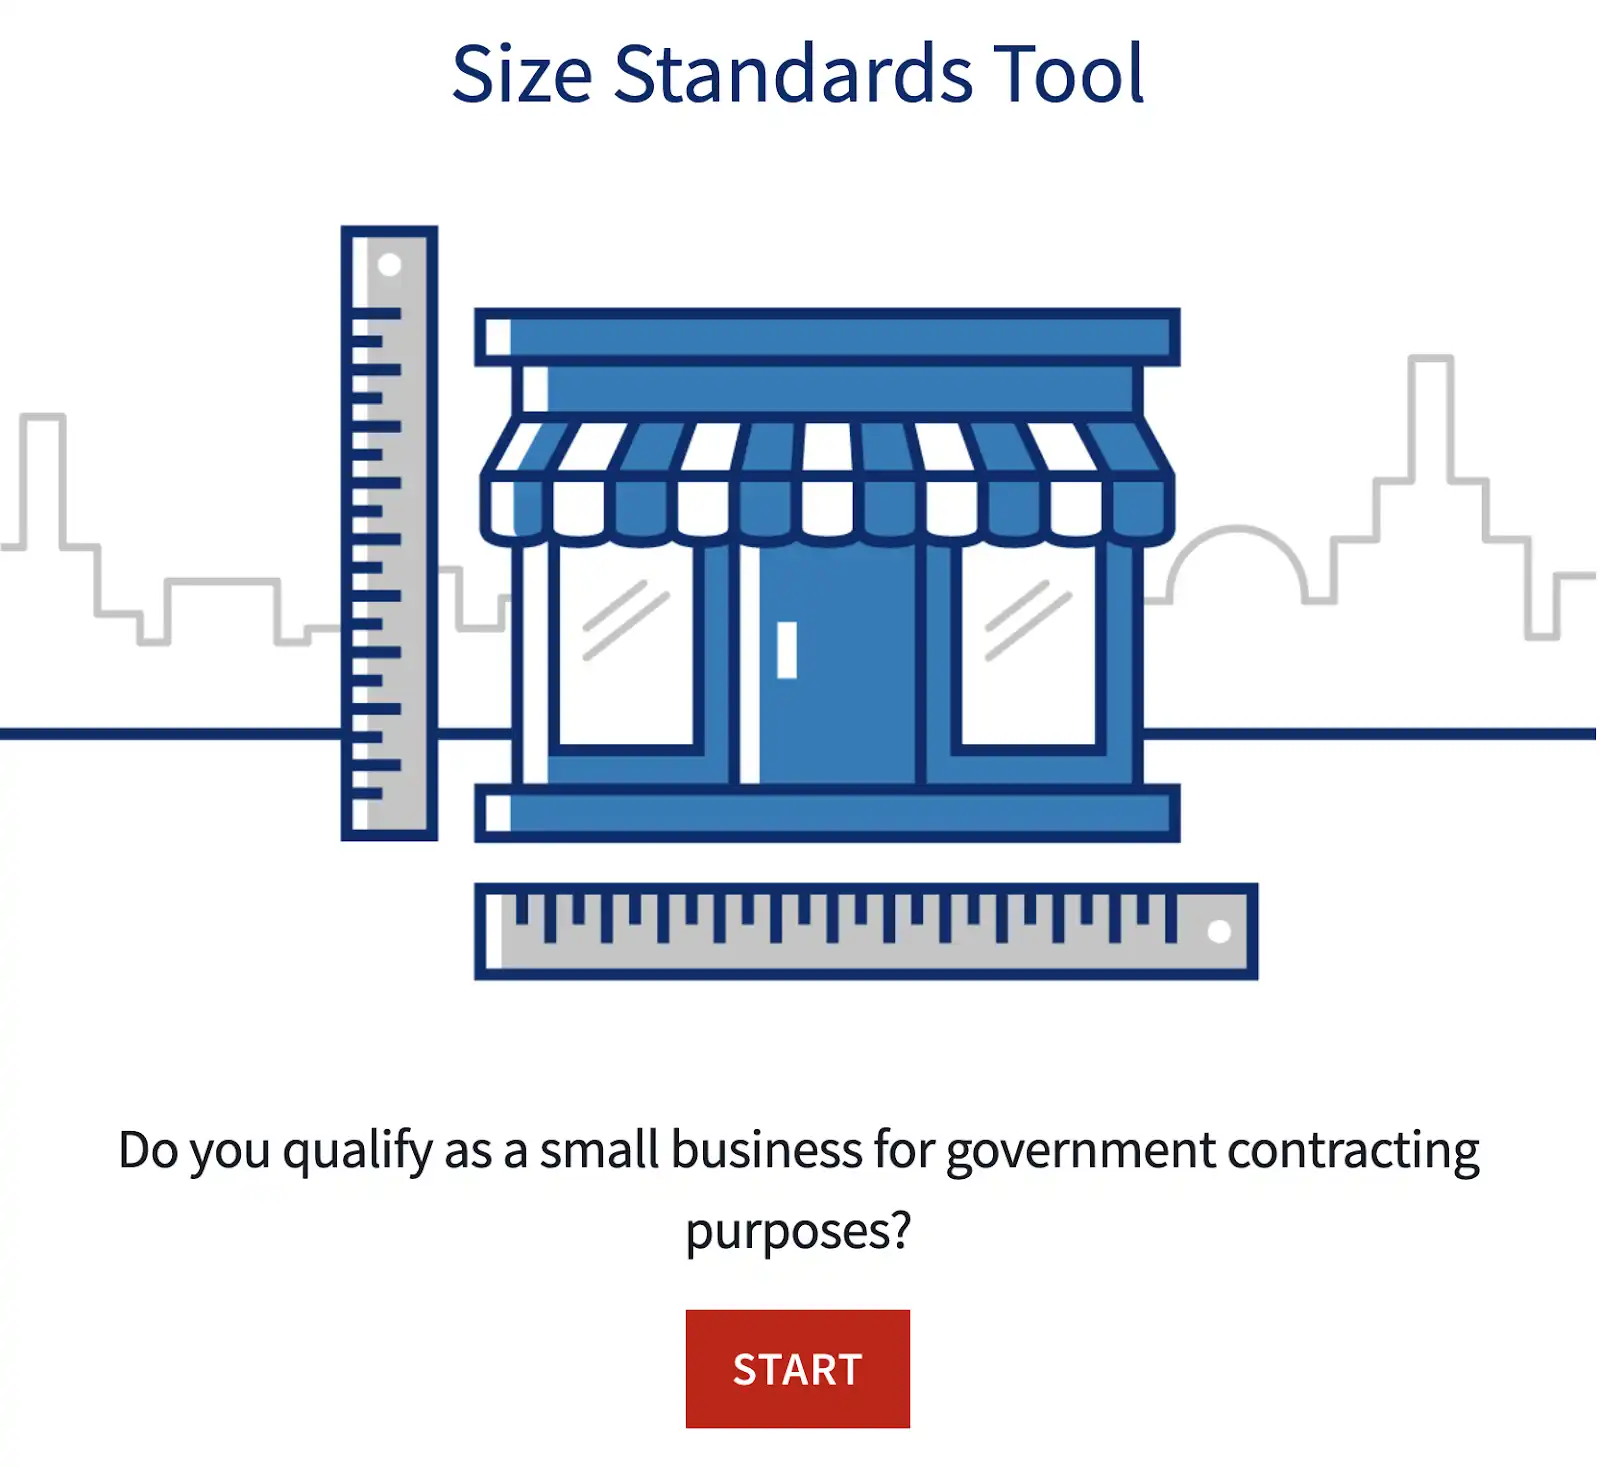 Size Standards Tool
Do you qualify as a small business for government contracting
purposes?
START